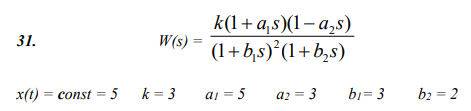 31. W(s) = k(1 + a₁s)(1 − a₂s) / (1 + b₁s)²(1 + b₂s)
x(t) = const = 5 k = 3 a₁ = 5 a₂ = 3 b₁= 3 b₂ = 2